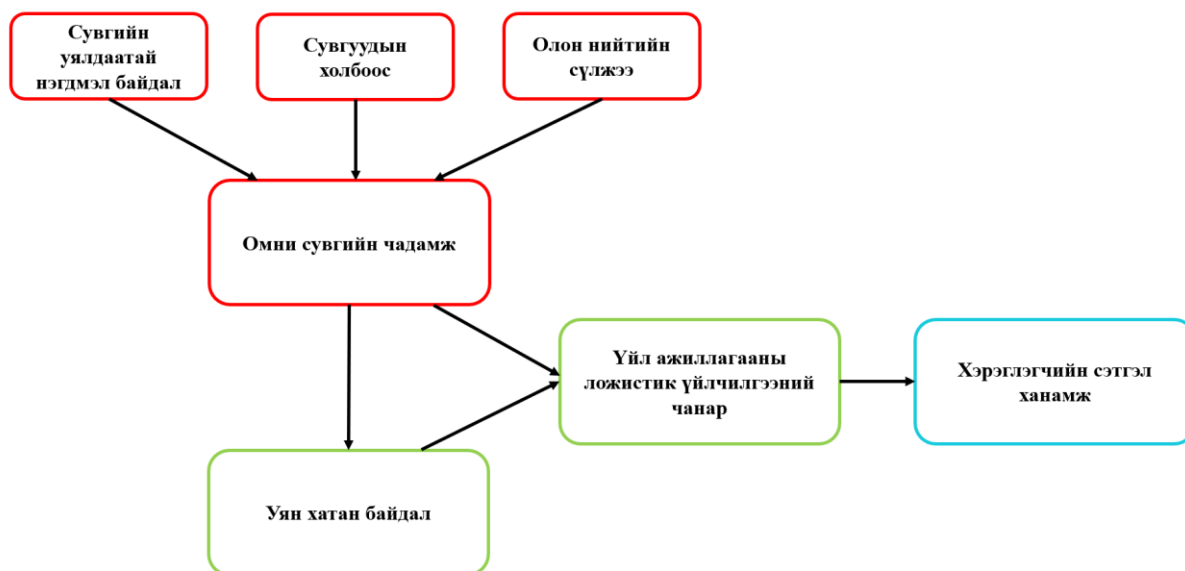 Сувгийн
уялдаатай
нэгдмэл байдал
Сувгуудын
холбоос
Олон нийтийн
сүлжээ
Омни сувгийн чадамж
Үйл ажиллагааны
ложистик үйлчилгээний
чанар
Хэрэглэгчийн сэтгэл
ханамж
Уян хатан байдал